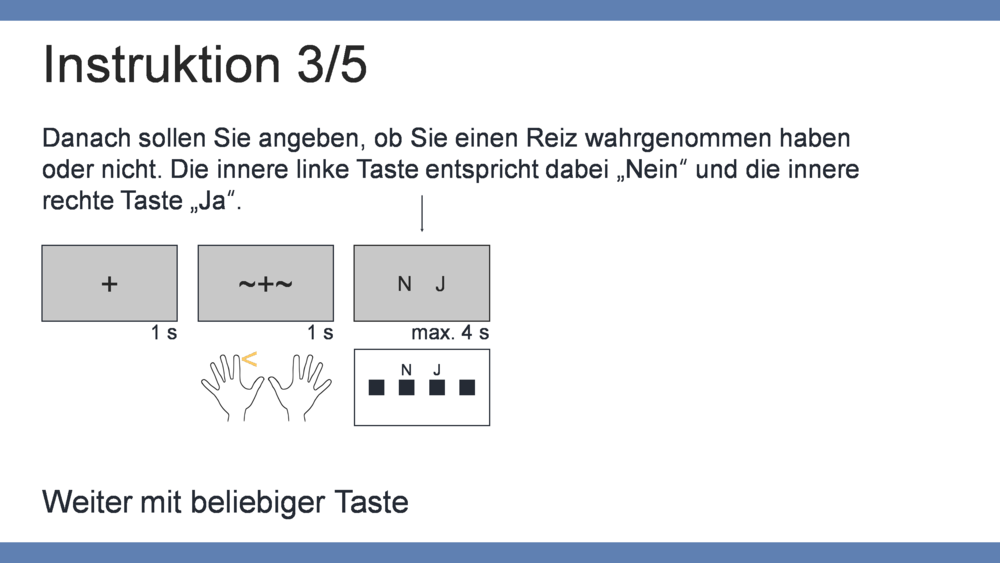 Instruktion 3/5
Danach sollen Sie angeben, ob Sie einen Reiz wahrgenommen haben
oder nicht. Die innere linke Taste entspricht dabei „Nein“ und die innere
rechte Taste „Ja“.
+
~+~
N J
1 s
1 s
max. 4 s
<
N J
Weiter mit beliebiger Taste